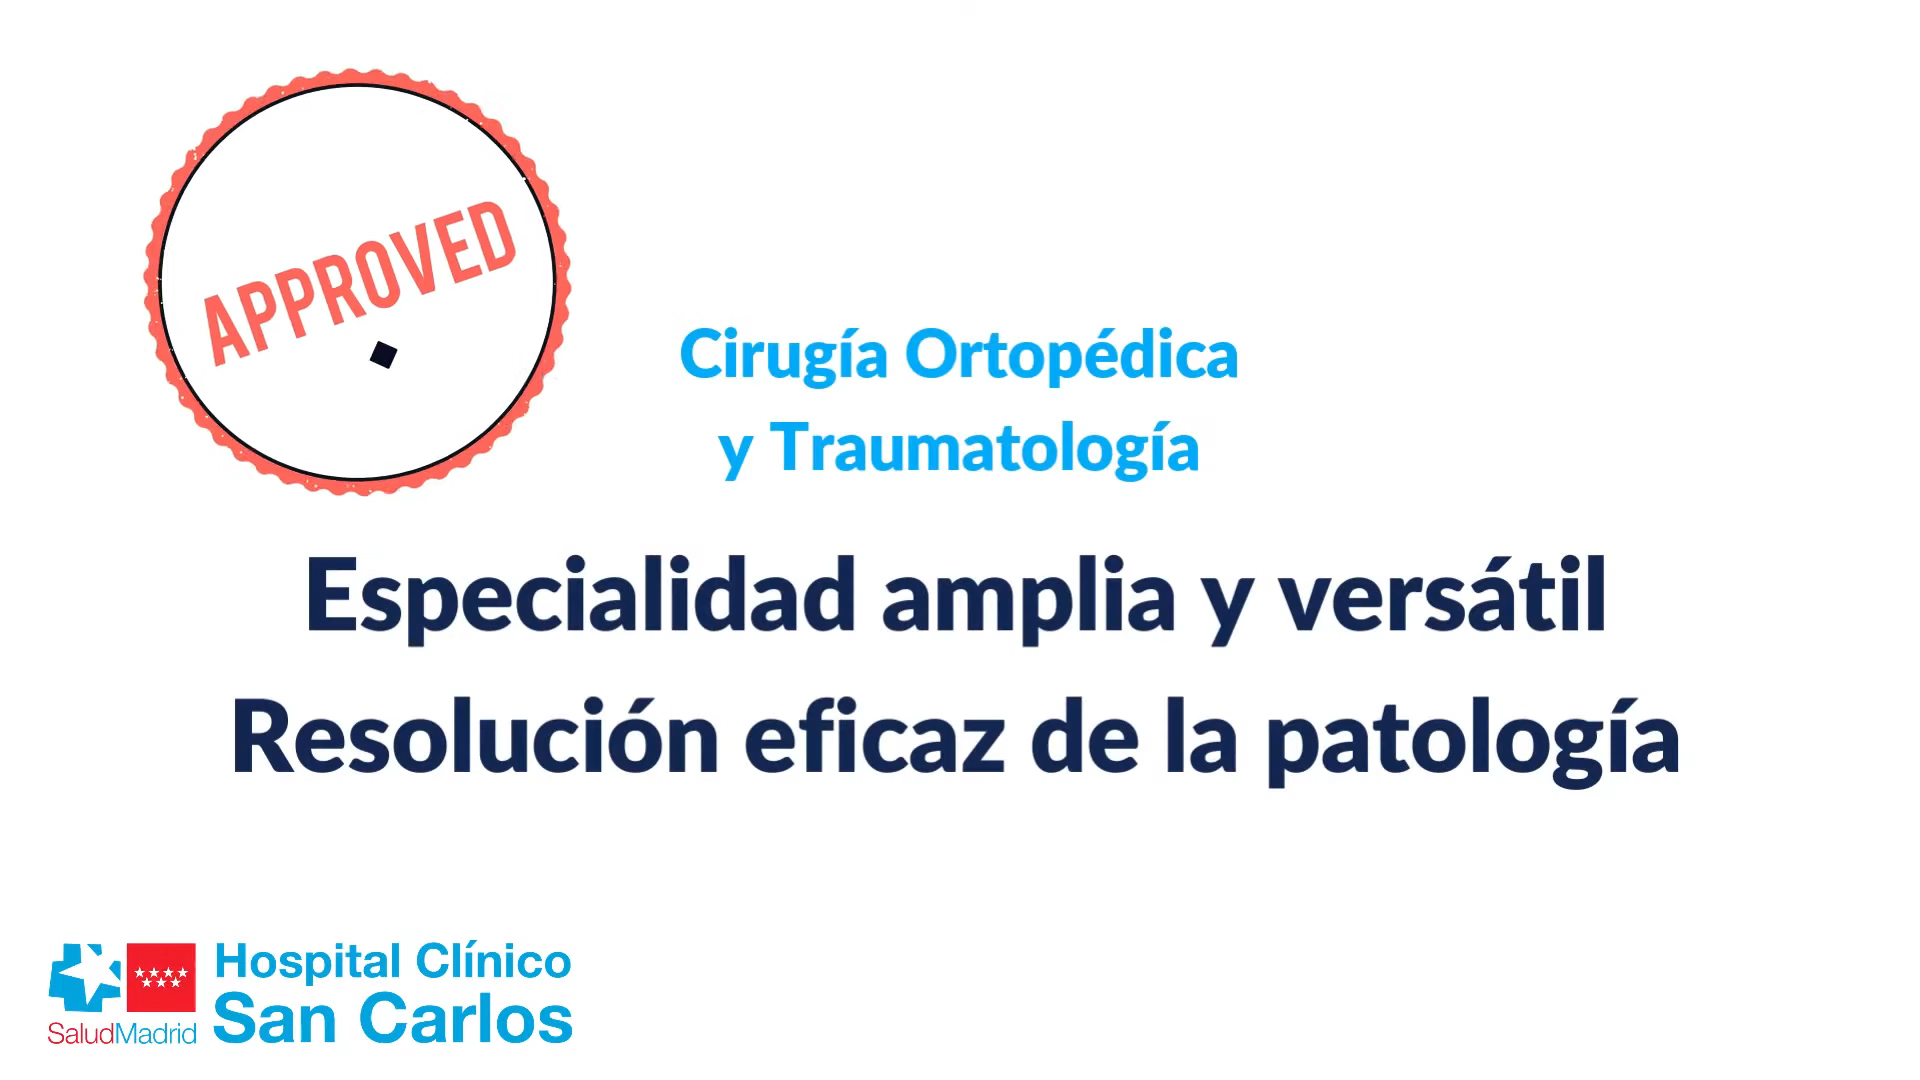 APPROVED
Cirugía Ortopédica
y Traumatología
Especialidad amplia y versátil
Resolución eficaz de la patología
Hospital Clínico
San Carlos
SaludMadrid